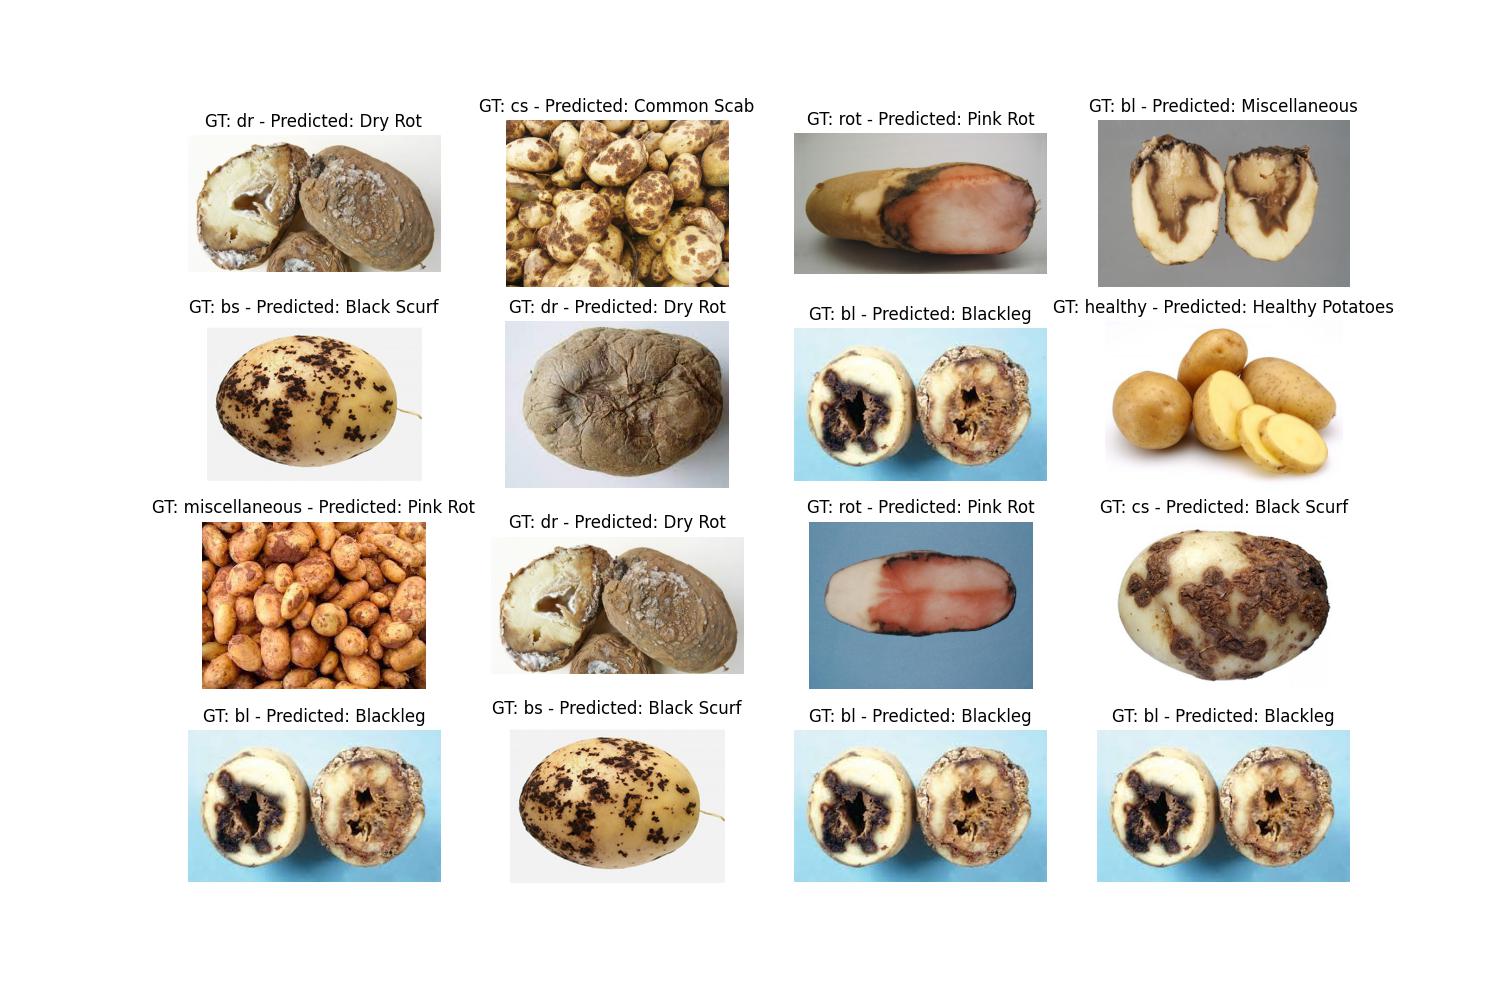 GT: dr - Predicted: Dry Rot
GT: cs - Predicted: Common Scab
GT: rot - Predicted: Pink Rot
GT: bl - Predicted: Miscellaneous
GT: bs - Predicted: Black Scurf
GT: dr - Predicted: Dry Rot
GT: bl - Predicted: Blackleg
GT: healthy - Predicted: Healthy Potatoes
GT: miscellaneous - Predicted: Pink Rot
GT: dr - Predicted: Dry Rot
GT: rot - Predicted: Pink Rot
GT: cs - Predicted: Black Scurf
GT: bl - Predicted: Blackleg
GT: bs - Predicted: Black Scurf
GT: bl - Predicted: Blackleg
GT: bl - Predicted: Blackleg